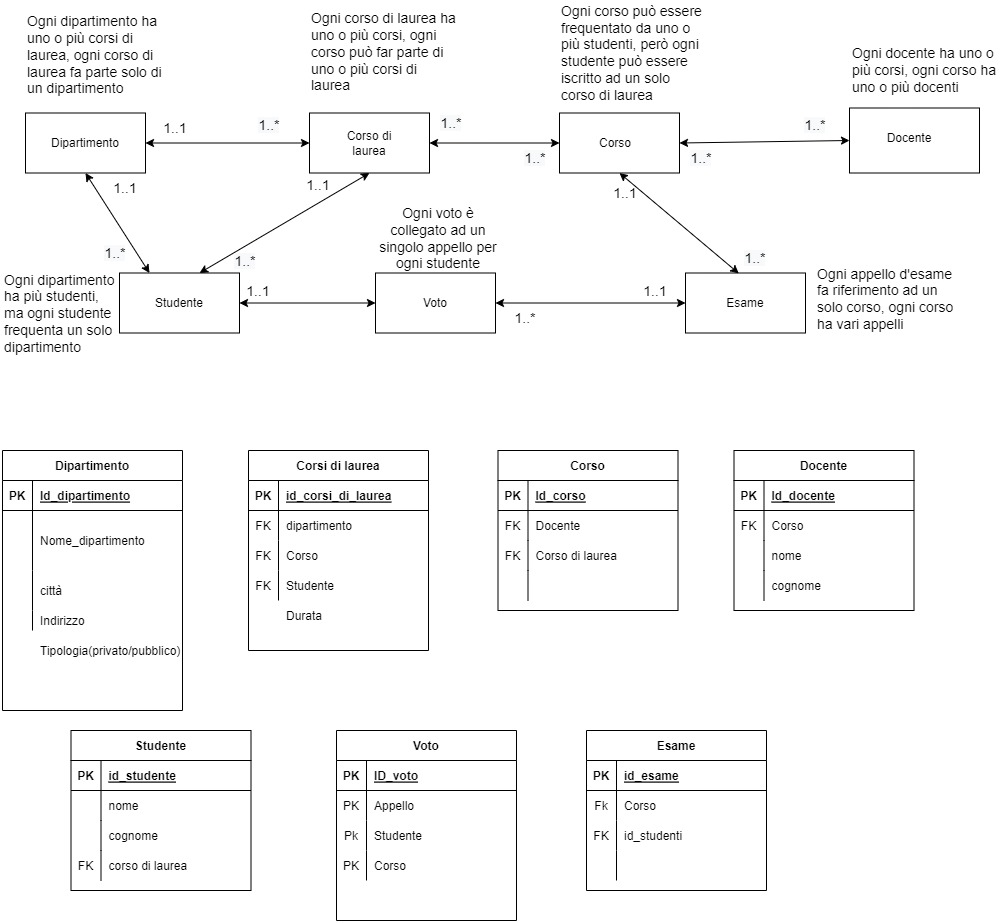 Ogni dipartimento ha
uno o più corsi di
laurea, ogni corso di
laurea fa parte solo di
un dipartimento
Ogni corso di laurea ha
uno o più corsi, ogni
corso può far parte di
uno o più corsi di
laurea
Ogni corso può essere
frequentato da uno o
più studenti, però ogni
studente può essere
iscritto ad un solo
corso di laurea
Ogni docente ha uno o
più corsi, ogni corso ha
uno o più docenti
Dipartimento
1..1
1..*
Corso di
laurea
1..*
1..*
Corso
1..*
1..*
Docente
1..1
1..*
1..1
1..*
1..1
1..*
Ogni voto è
collegato ad un
singolo appello per
ogni studente
Ogni dipartimento
ha più studenti,
ma ogni studente
frequenta un solo
dipartimento
Studente
1..1
Voto
1..*
1..1
Esame
Ogni appello d'esame
fa riferimento ad un
solo corso, ogni corso
ha vari appelli
Dipartimento
PK Id_dipartimento
Nome_dipartimento
città
Indirizzo
Tipologia(privato/pubblico)
Corsi di laurea
PK id_corsi_di_laurea
FK dipartimento
FK Corso
FK Studente
Durata
Corso
PK Id_corso
FK Docente
FK Corso di laurea
Docente
PK Id_docente
FK Corso
nome
cognome
Studente
PK id_studente
nome
cognome
FK corso di laurea
Voto
PK ID_voto
PK Appello
Pk Studente
PK Corso
Esame
PK id_esame
Fk Corso
FK id_studenti